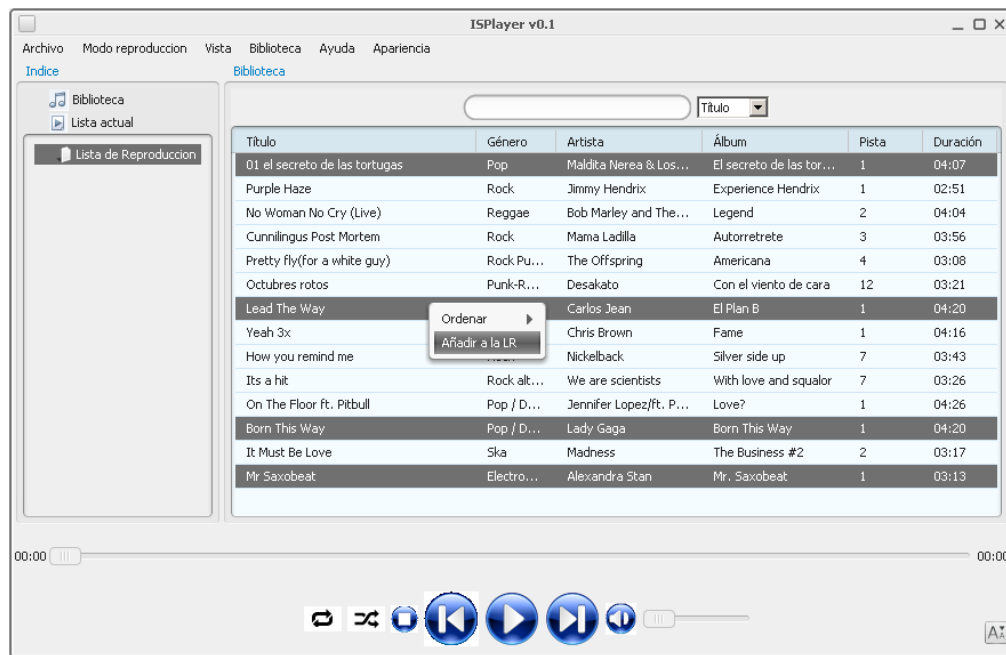 ISPlayer v0.1
Archivo Modo reproduccion Vista Biblioteca Ayuda Apariencia
Indice Biblioteca
Biblioteca
Lista actual
Lista de Reproduccion
Título
Título Género Artista Álbum Pista Duración
01 el secreto de las tortugas Pop Maldita Nerea & Los... El secreto de las tor... 1 04:07
Purple Haze Rock Jimmy Hendrix Experience Hendrix 1 02:51
No Woman No Cry (Live) Reggae Bob Marley and The... Legend 2 04:04
Cunnilingus Post Mortem Rock Mama Ladilla Autorretrete 3 03:56
Pretty fly(for a white guy) Rock Pu... The Offspring Americana 4 03:08
Octubres rotos Punk-R... Desakato Con el viento de cara 12 03:21
Lead The Way Carlos Jean El Plan B 1 04:20
Ordenar
Yeah 3x Chris Brown Fame 1 04:16
Añadir a la LR
How you remind me Nickelback Silver side up 7 03:43
Its a hit Rock alt... We are scientists With love and squalor 7 03:26
On The Floor ft. Pitbull Pop / D... Jennifer Lopez/ft. P... Love? 1 04:26
Born This Way Pop / D... Lady Gaga Born This Way 1 04:20
It Must Be Love Ska Madness The Business #2 2 03:17
Mr Saxobeat Electro... Alexandra Stan Mr. Saxobeat 1 03:13
00:00 00:00